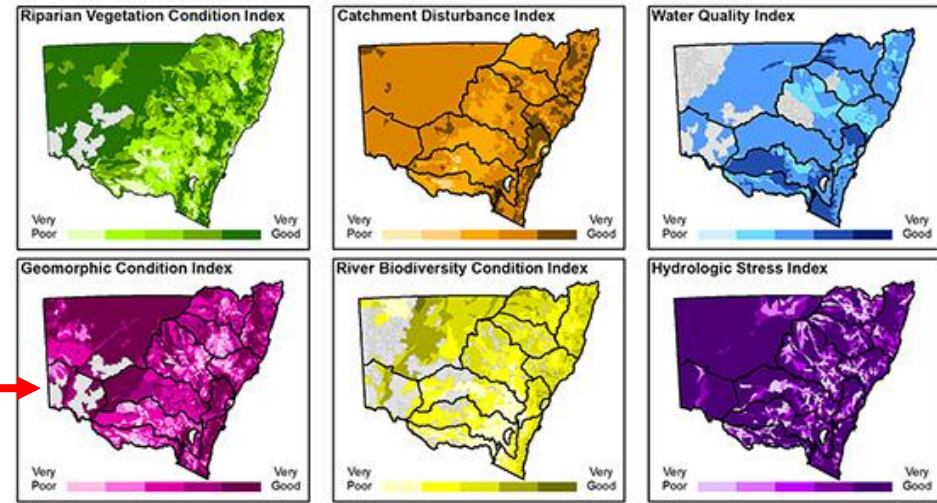 Riparian Vegetation Condition Index
Very Poor
Very Good
Catchment Disturbance Index
Very Poor
Very Good
Water Quality Index
Very Poor
Very Good
Geomorphic Condition Index
Very Poor
Very Good
River Biodiversity Condition Index
Very Poor
Very Good
Hydrologic Stress Index
Very Poor
Very Good